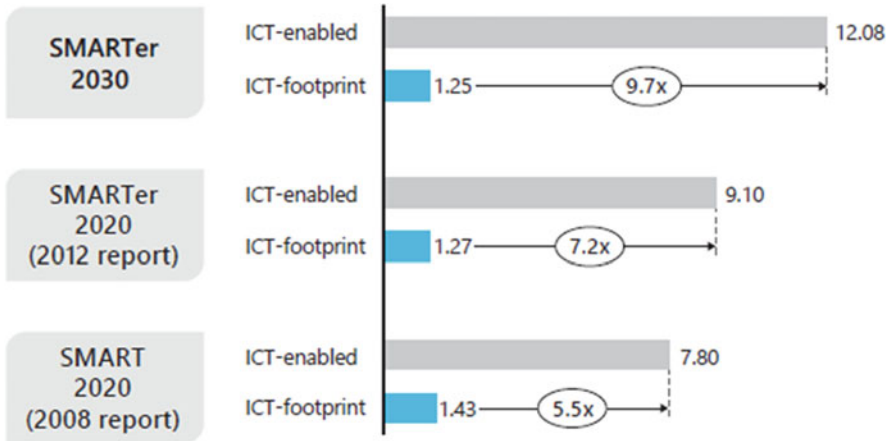 SMARTer
2030
ICT-enabled
12.08
ICT-footprint
1.25
9.7x
SMARTer
2020
(2012 report)
ICT-enabled
9.10
ICT-footprint
1.27
7.2x
SMART
2020
(2008 report)
ICT-enabled
7.80
ICT-footprint
1.43
5.5x